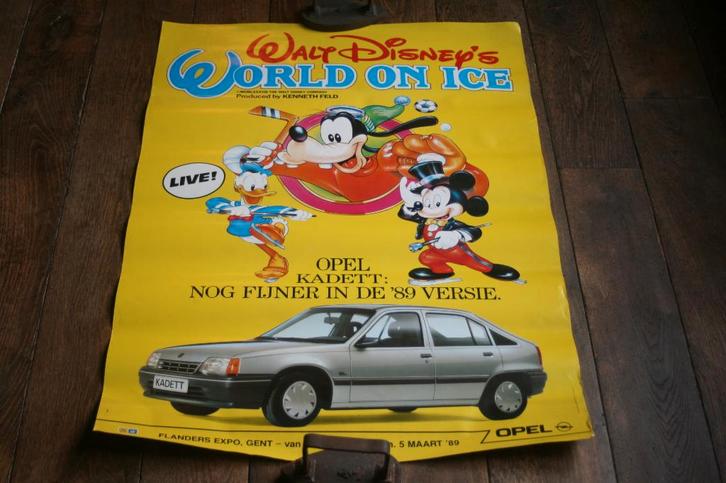 WALT DISNEY'S
WORLD ON ICE
Produced by KENNETH FELD
LIVE!
OPEL
KADETT:
NOG FIJNER IN DE '89 VERSIE.
KADETT
FLANDERS EXPO, GENT – van
. 5 MAART '89
OPEL